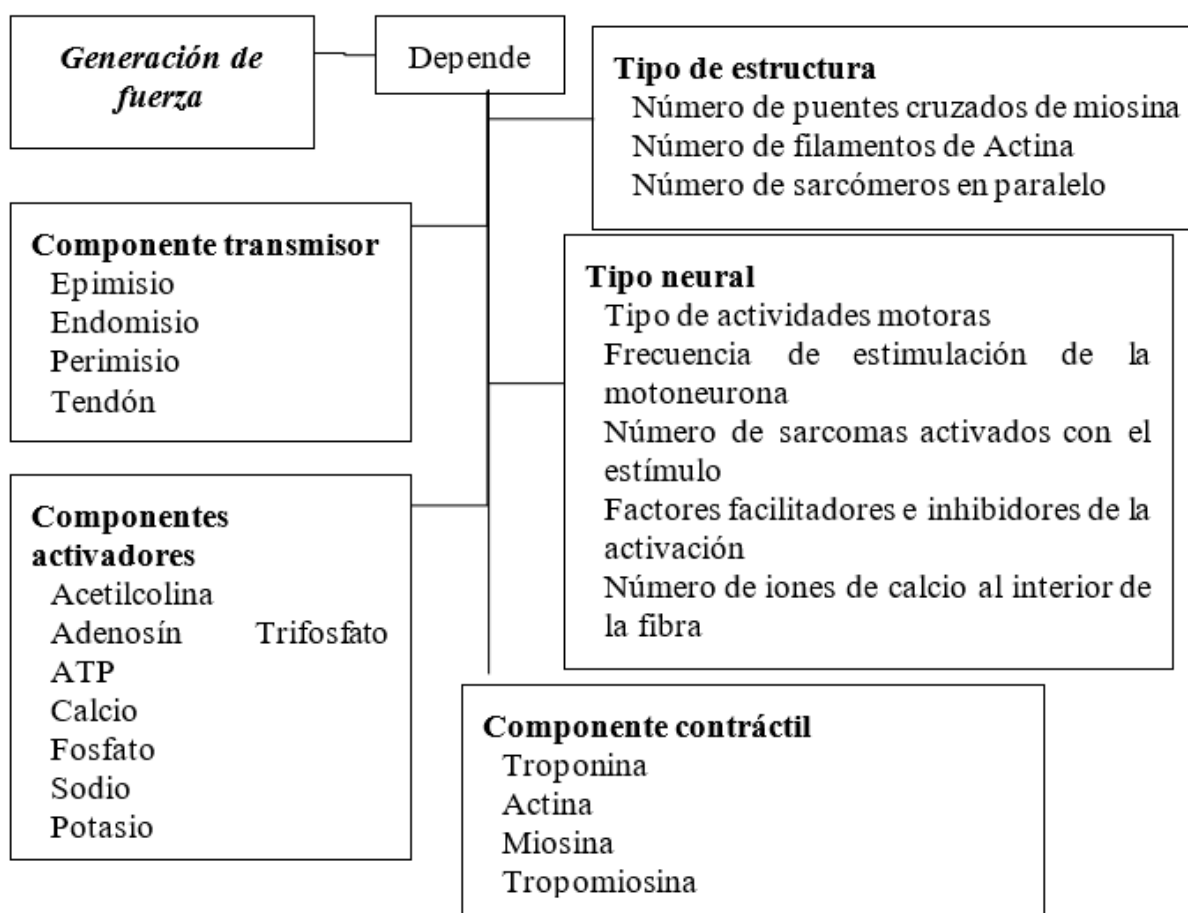 Generación de
fuerza
Depende
Tipo de estructura
Número de puentes cruzados de miosina
Número de filamentos de Actina
Número de sarcómeros en paralelo
Componente transmisor
Epimisio
Endomisio
Perimisio
Tendón
Tipo neural
Tipo de actividades motoras
Frecuencia de estimulación de la
motoneurona
Número de sarcomas activados con el
estímulo
Factores facilitadores e inhibidores de la
activación
Número de iones de calcio al interior de
la fibra
Componentes
activadores
Acetilcolina
Adenosín Trifosfato
ATP
Calcio
Fosfato
Sodio
Potasio
Componente contráctil
Troponina
Actina
Miosina
Tropomiosina